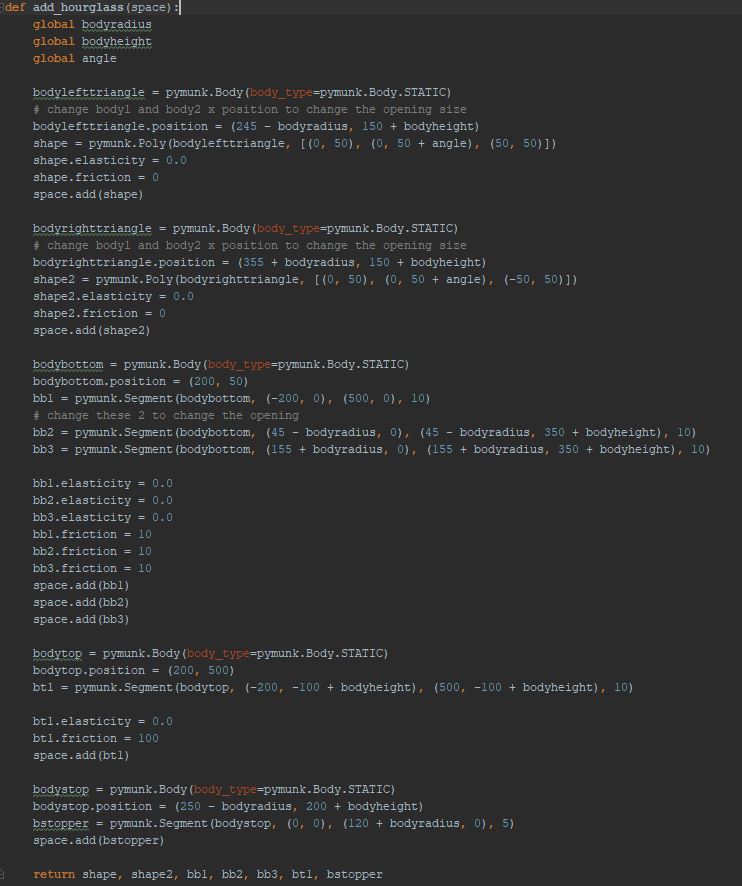 def add_hourglass(space):
    global bodyradius
    global bodyheight
    global angle

    bodylefttriangle = pymunk.Body(body_type=pymunk.Body.STATIC)
    # change body1 and body2 x position to change the opening size
    bodylefttriangle.position = (245 - bodyradius, 150 + bodyheight)
    shape = pymunk.Poly(bodylefttriangle, [(0, 50), (0, 50 + angle), (50, 50)])
    shape.elasticity = 0.0
    shape.friction = 0
    space.add(shape)

    bodyrighttriangle = pymunk.Body(body_type=pymunk.Body.STATIC)
    # change body1 and body2 x position to change the opening size
    bodyrighttriangle.position = (355 + bodyradius, 150 + bodyheight)
    shape2 = pymunk.Poly(bodyrighttriangle, [(0, 50), (0, 50 + angle), (-50, 50)])
    shape2.elasticity = 0.0
    shape2.friction = 0
    space.add(shape2)

    bodybottom = pymunk.Body(body_type=pymunk.Body.STATIC)
    bodybottom.position = (200, 50)
    bb1 = pymunk.Segment(bodybottom, (-200, 0), (500, 0), 10)
    # change these 2 to change the opening
    bb2 = pymunk.Segment(bodybottom, (45 - bodyradius, 0), (45 - bodyradius, 350 + bodyheight), 10)
    bb3 = pymunk.Segment(bodybottom, (155 + bodyradius, 0), (155 + bodyradius, 350 + bodyheight), 10)

    bb1.elasticity = 0.0
    bb2.elasticity = 0.0
    bb3.elasticity = 0.0
    bb1.friction = 10
    bb2.friction = 10
    bb3.friction = 10
    space.add(bb1)
    space.add(bb2)
    space.add(bb3)

    bodytop = pymunk.Body(body_type=pymunk.Body.STATIC)
    bodytop.position = (200, 500)
    bt1 = pymunk.Segment(bodytop, (-200, -100 + bodyheight), (500, -100 + bodyheight), 10)

    bt1.elasticity = 0.0
    bt1.friction = 100
    space.add(bt1)

    bodystop = pymunk.Body(body_type=pymunk.Body.STATIC)
    bodystop.position = (250 - bodyradius, 200 + bodyheight)
    bstopper = pymunk.Segment(bodystop, (0, 0), (120 + bodyradius, 0), 5)
    space.add(bstopper)

    return shape, shape2, bb1, bb2, bb3, bt1, bstopper